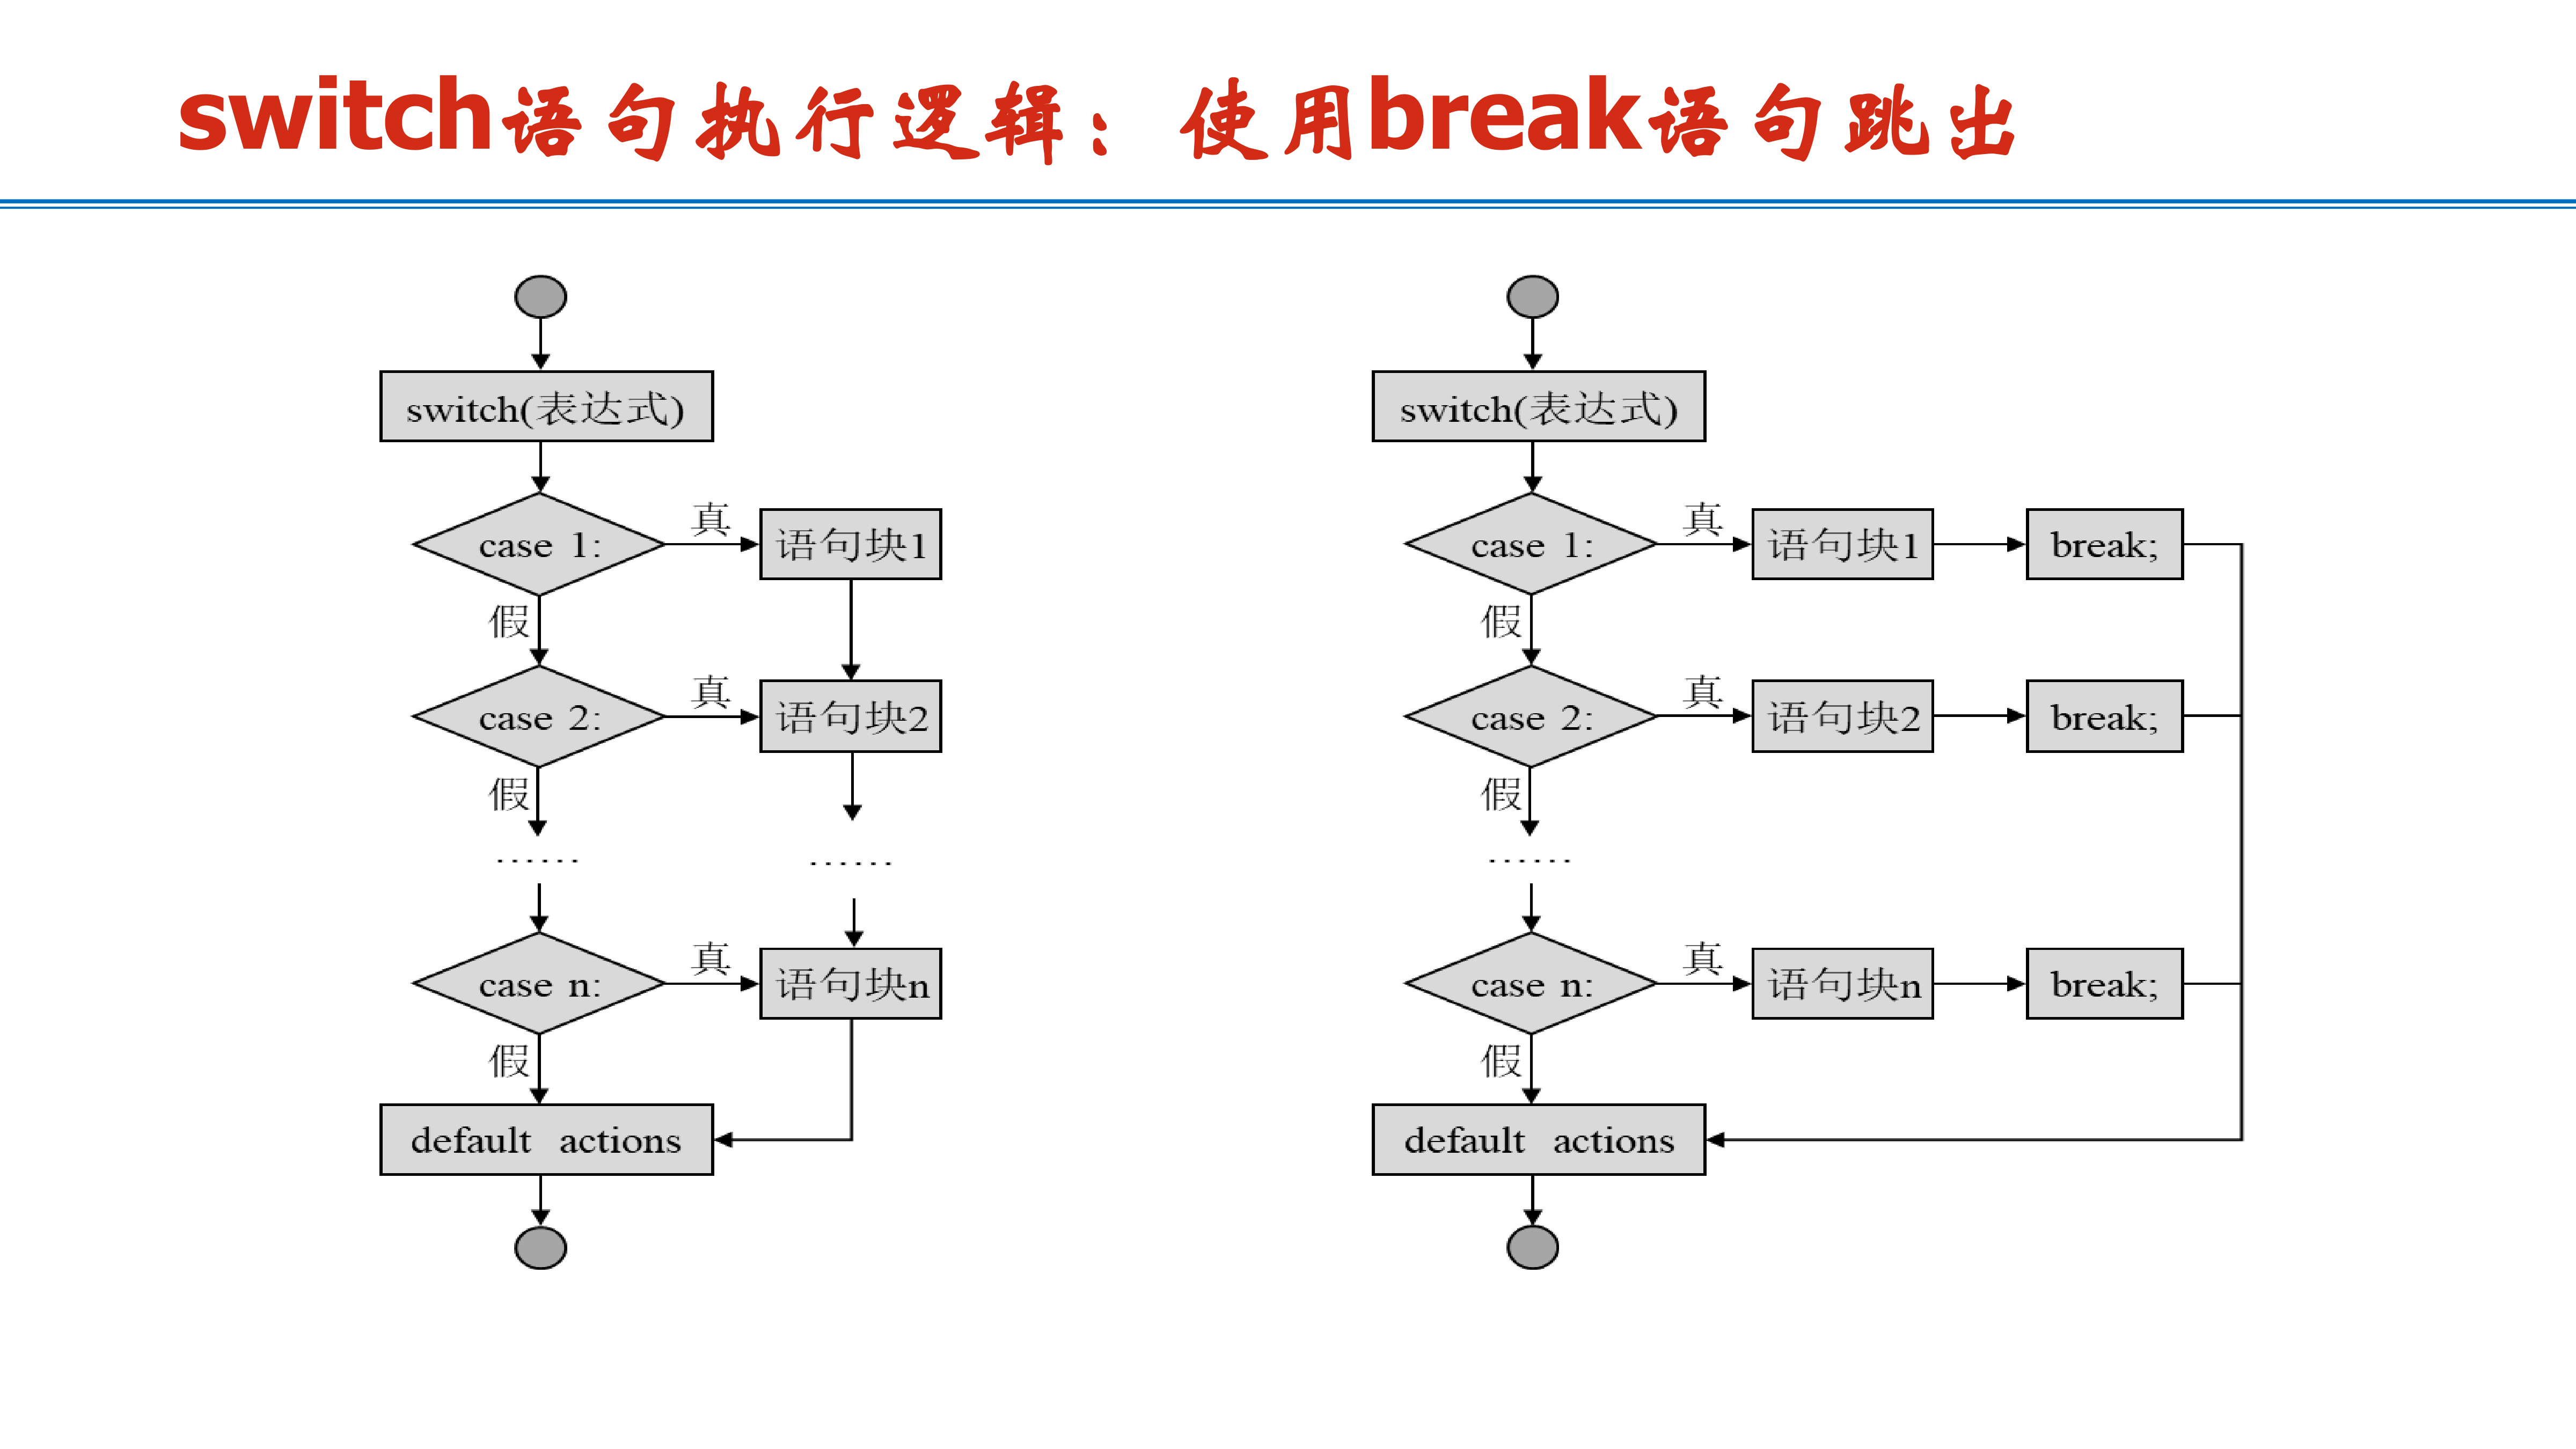 switch语句执行逻辑：使用break语句跳出
switch(表达式)
case 1:
真
语句块1
假
case 2:
真
语句块2
假
......
......
case n:
真
语句块n
假
default actions
switch(表达式)
case 1:
真
语句块1
break;
假
case 2:
真
语句块2
break;
假
......
case n:
真
语句块n
break;
假
default actions